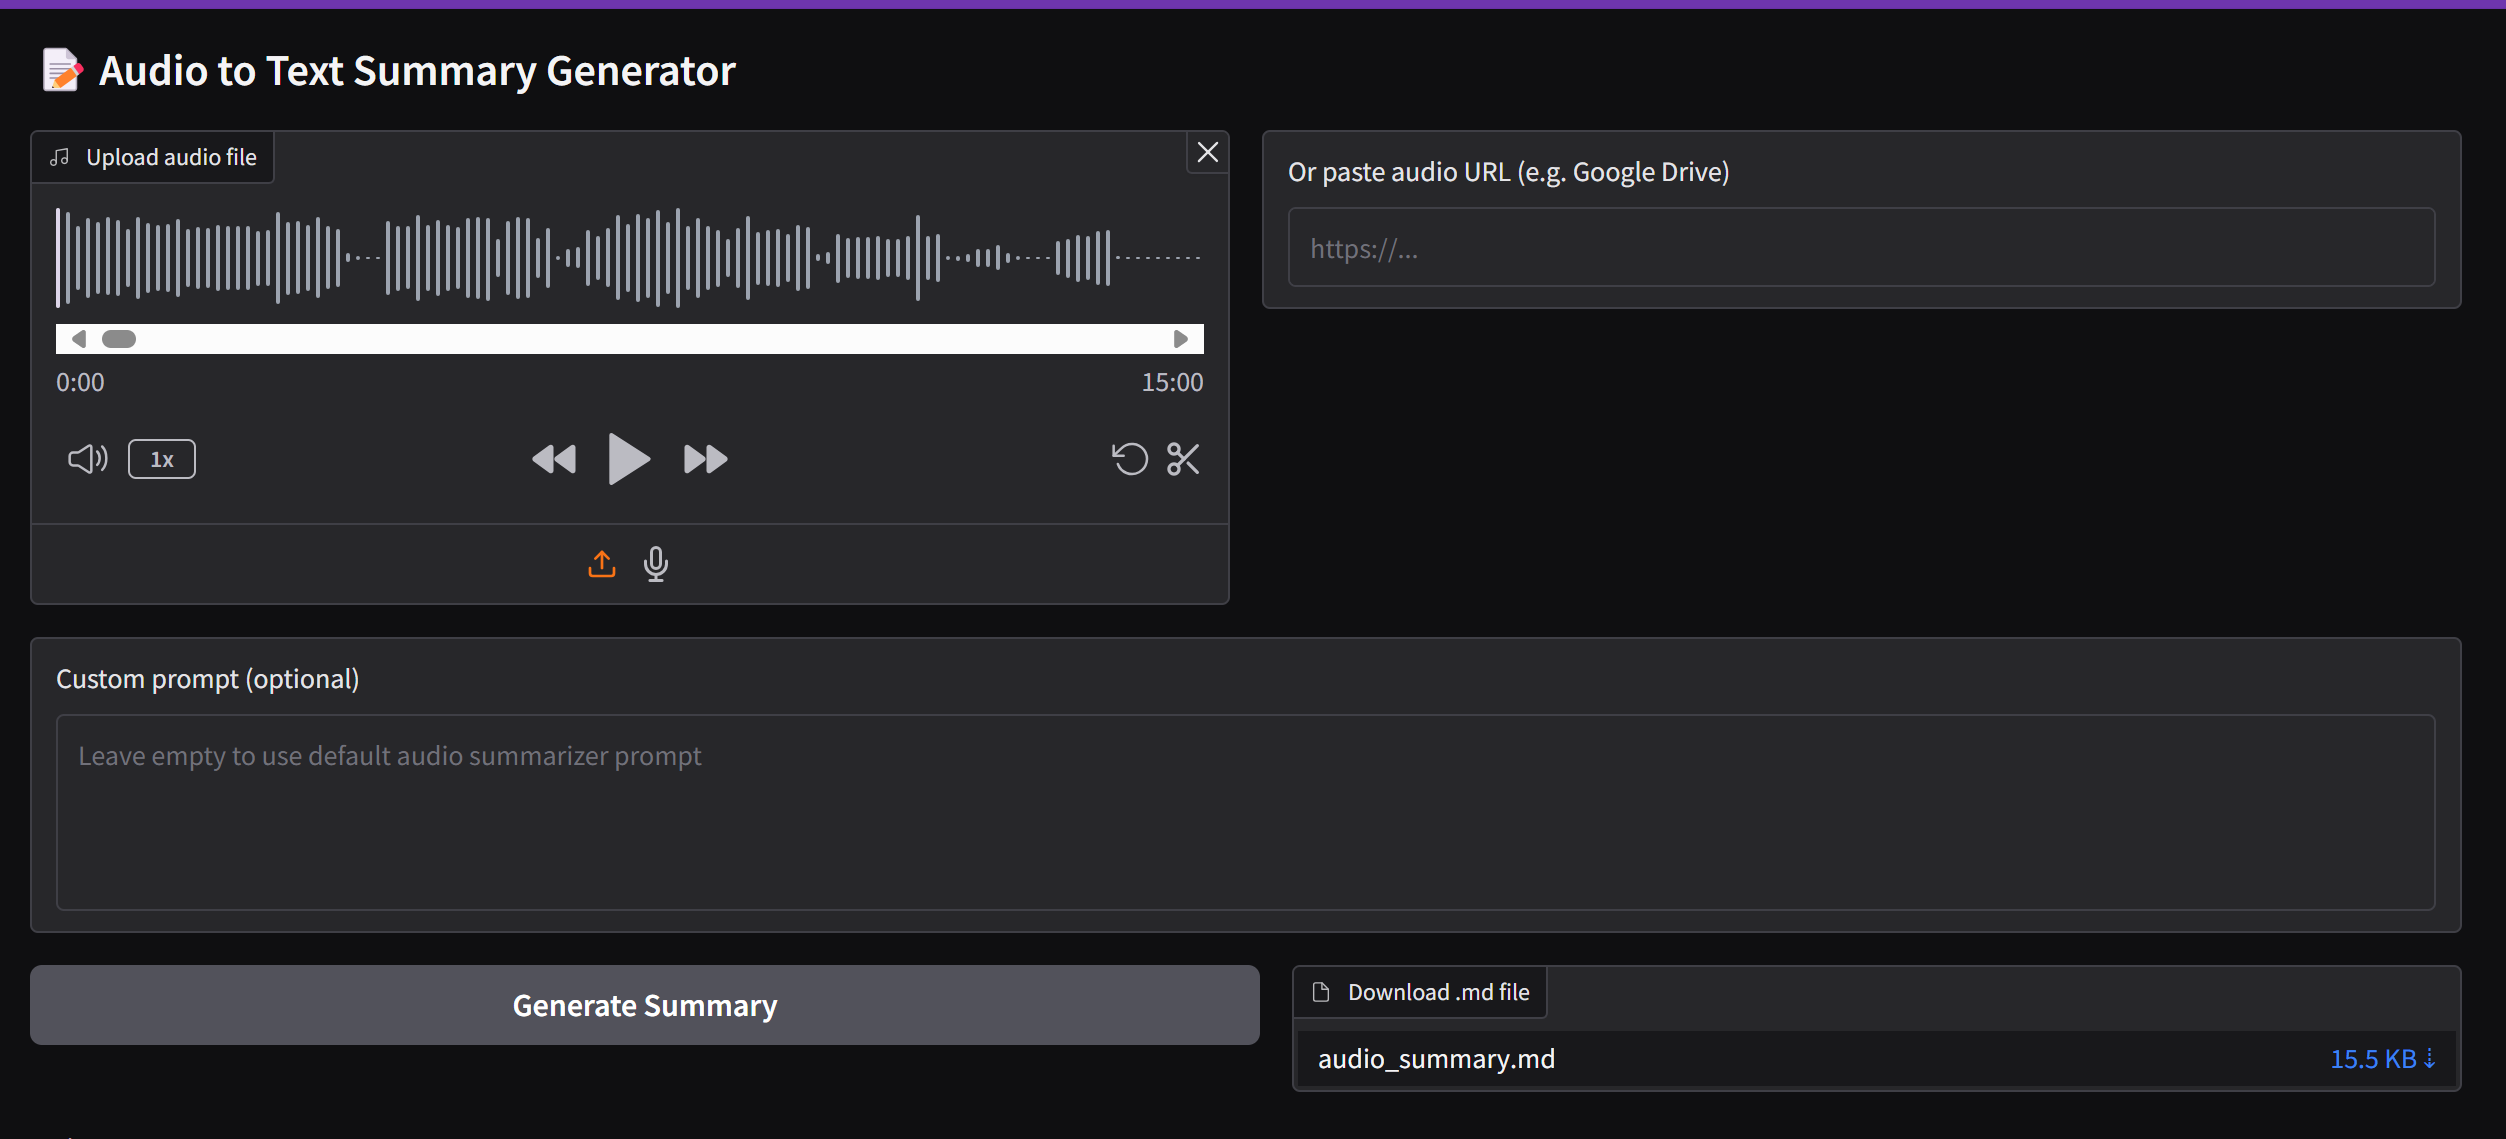 Audio to Text Summary Generator
Upload audio file
Or paste audio URL (e.g. Google Drive)
https://...
0:00
15:00
1x
Custom prompt (optional)
Leave empty to use default audio summarizer prompt
Generate Summary
Download .md file
audio_summary.md
15.5 KB ⇣